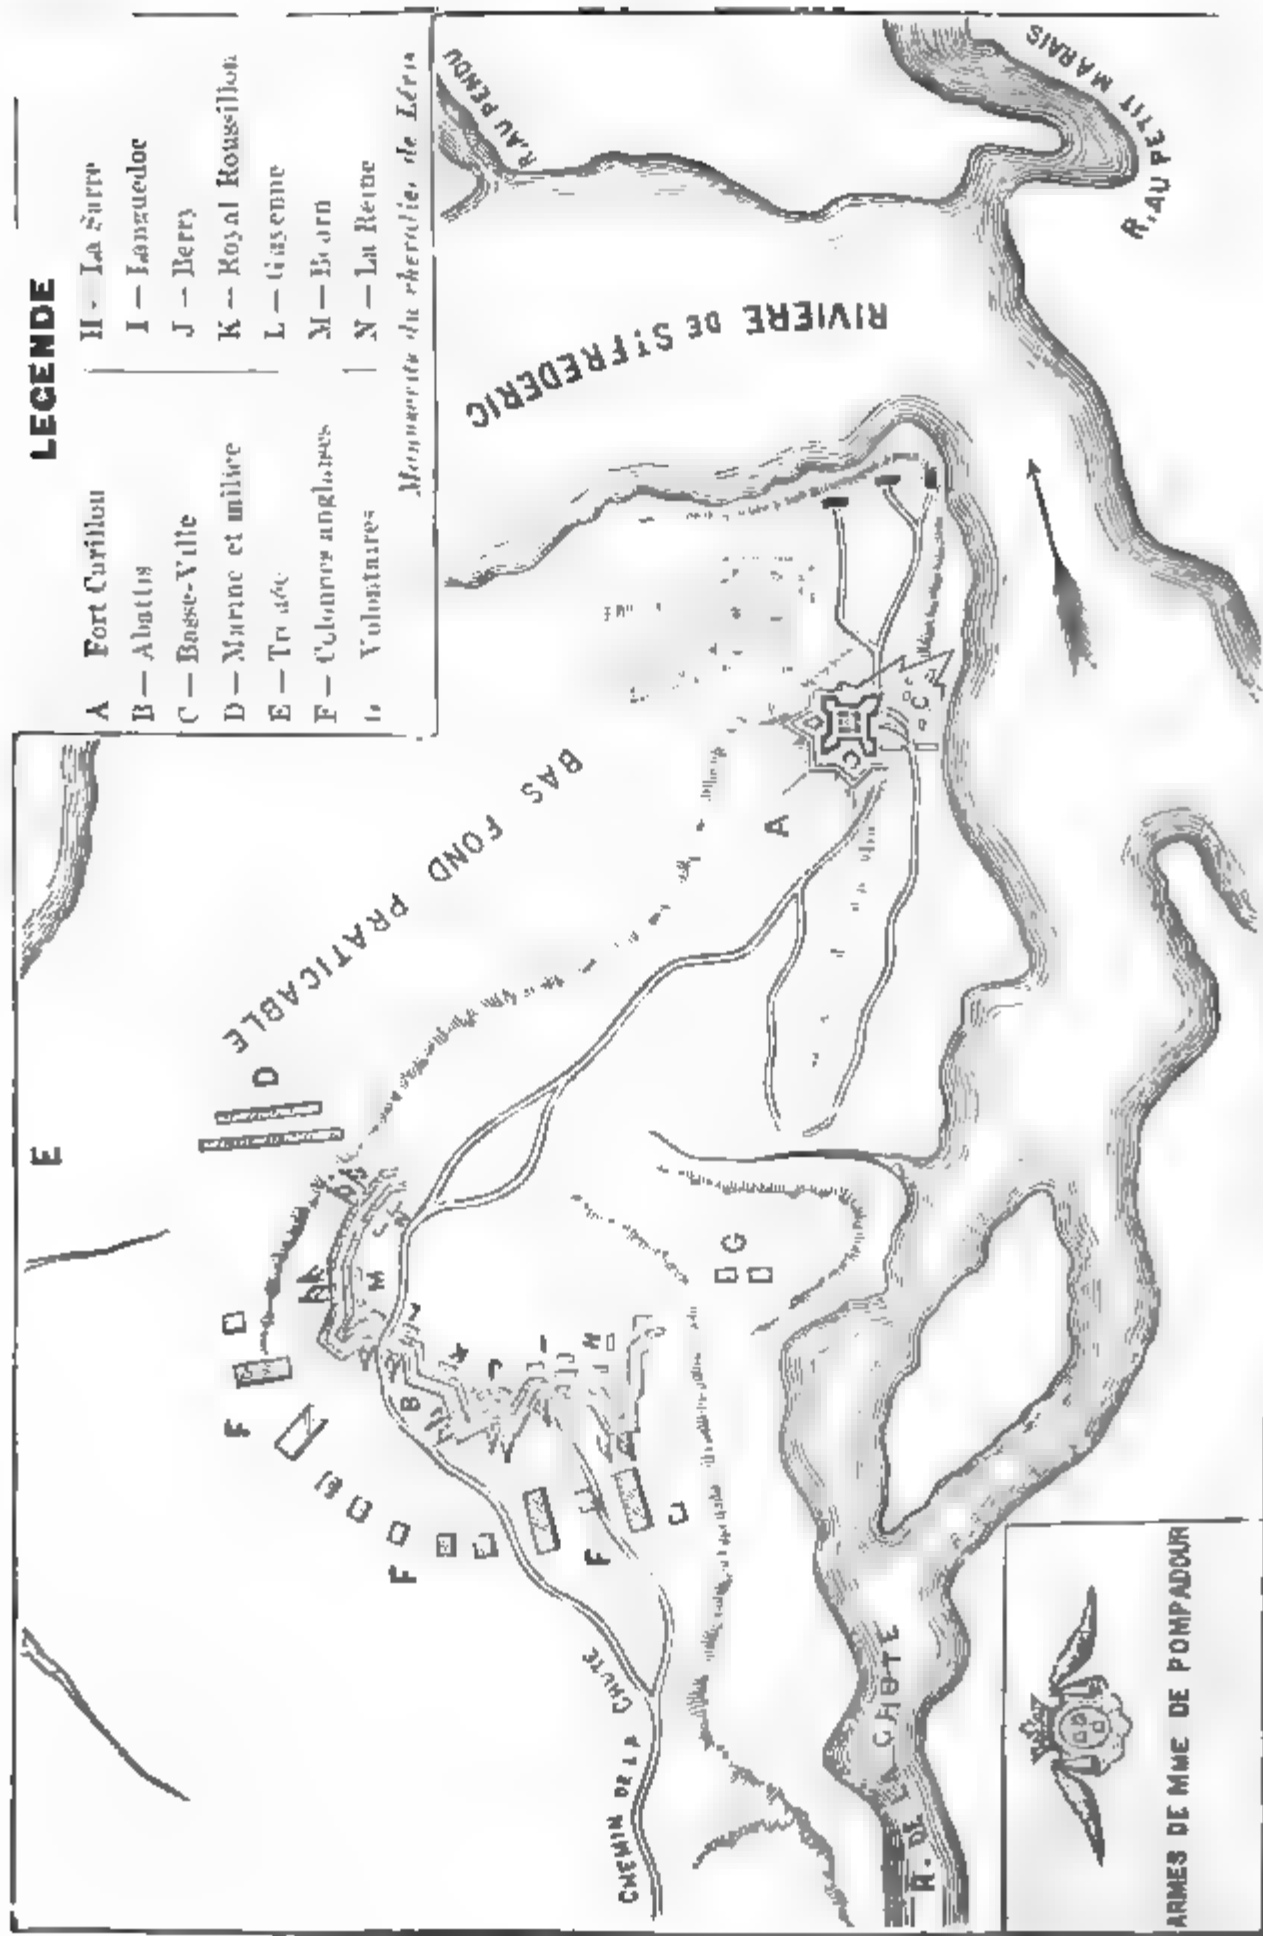 LEGENDE
A Fort Carillon
B — Abattis
C — Basse-Ville
D — Marine et milice
E —
F — Colonnes anglaises
G Volontaires
H - La Sarre
I — Languedoc
J — Berry
K — Royal Roussillon
L — Guyenne
M — Bearn
N — La Reine
Manuscrits du chevalier de Lévis
R. AU PENDU
R. AU PETIT MARAIS
RIVIERE DE ST FREDERIC
BAS FOND PRATICABLE
E
D
A
C
F
F
F
B
M
N
K
J
I
H
G
CHEMIN DE LA CHUTE
R. DE LA CHUTE
ARMES DE MME DE POMPADOUR